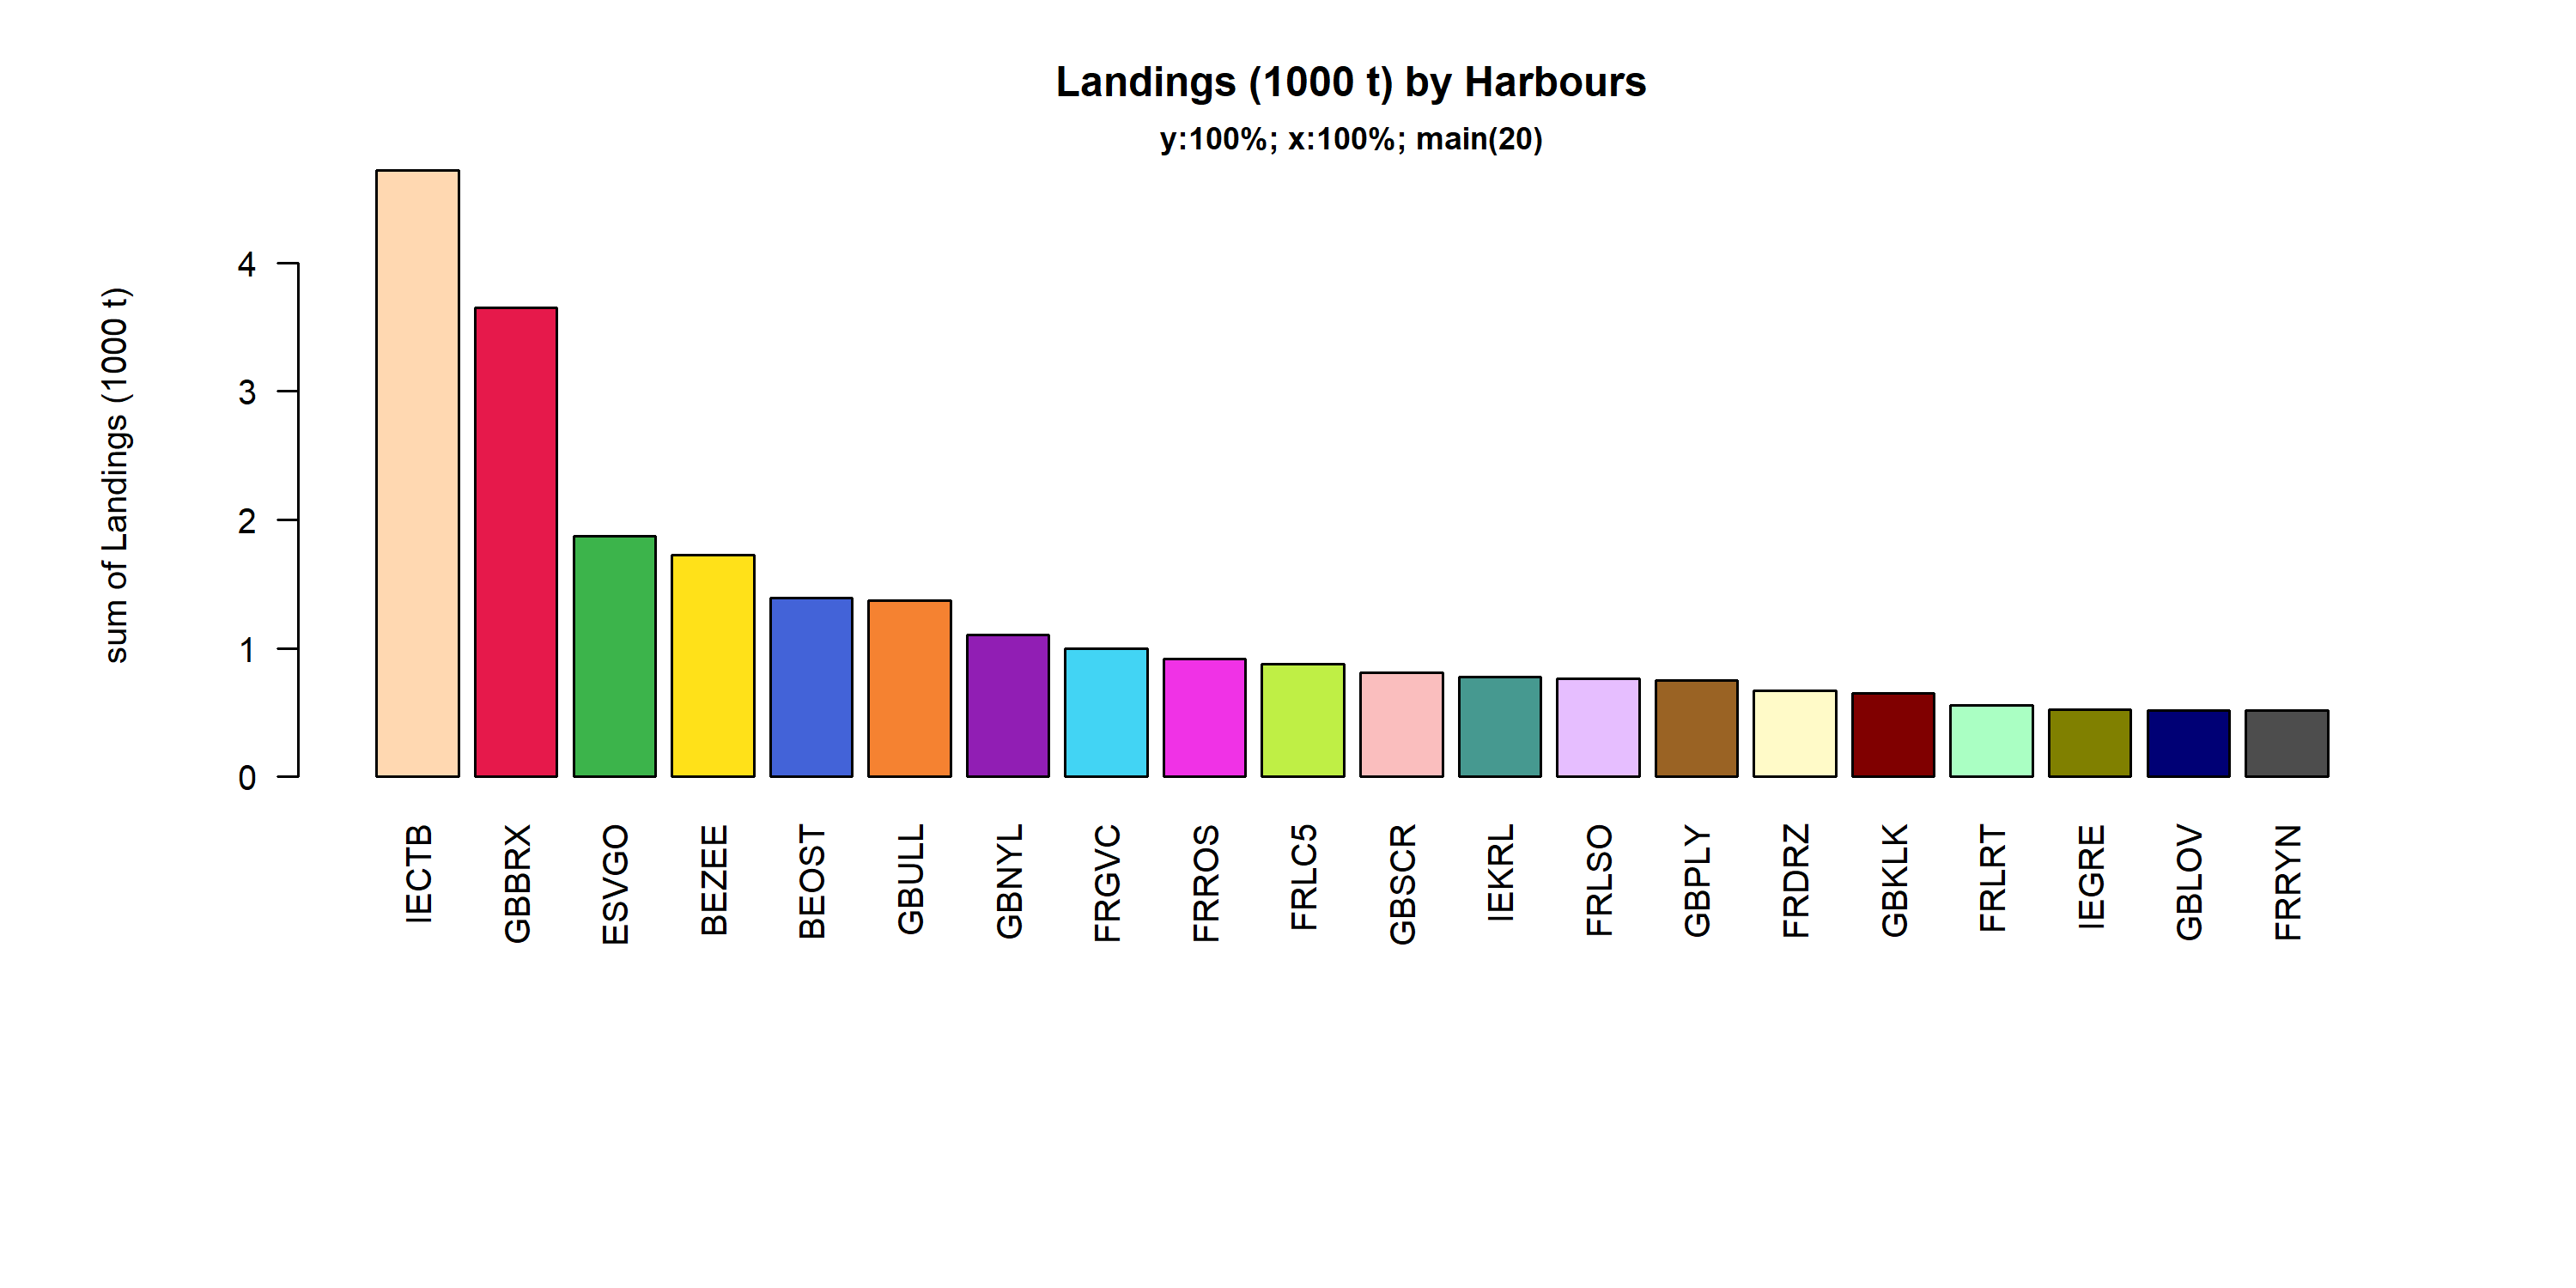 Landings (1000 t) by Harbours
y:100%; x:100%; main(20)
sum of Landings (1000 t)
4
3
2
1
0
IECTB
GBBRX
ESVGO
BEZEE
BEOST
GBULL
GBNYL
FRGVC
FRROS
FRLC5
GBSCR
IEKRL
FRLSO
GBPLY
FRDRZ
GBKLK
FRLRT
IEGRE
GBLOV
FRRYN